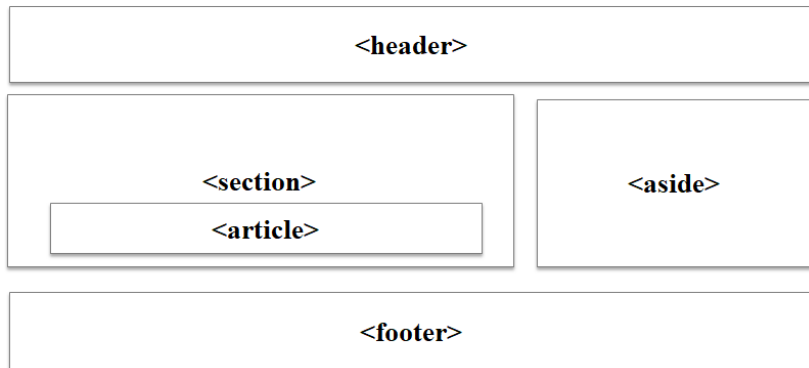 <header>
<section>
<aside>
<article>
<footer>